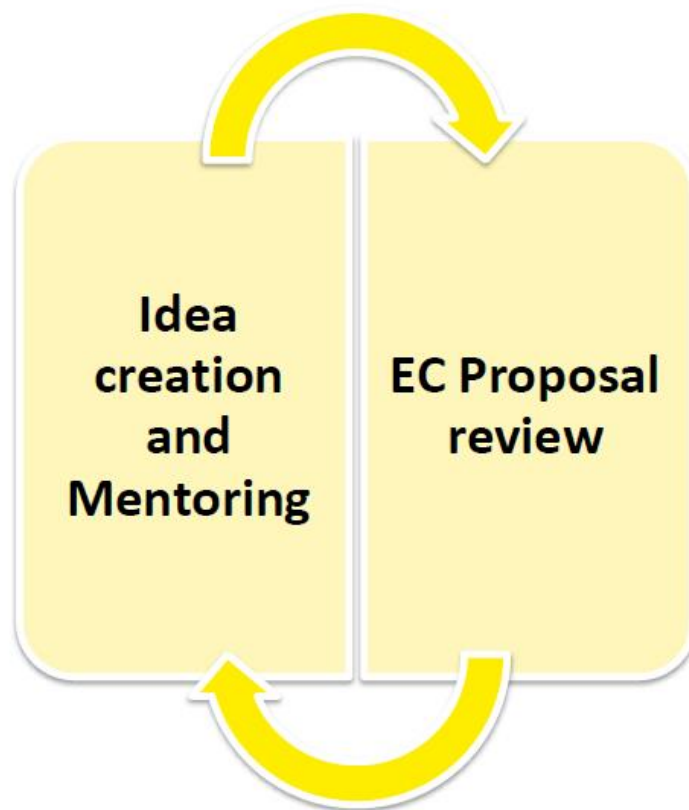 Idea
creation
and
Mentoring
EC Proposal
review